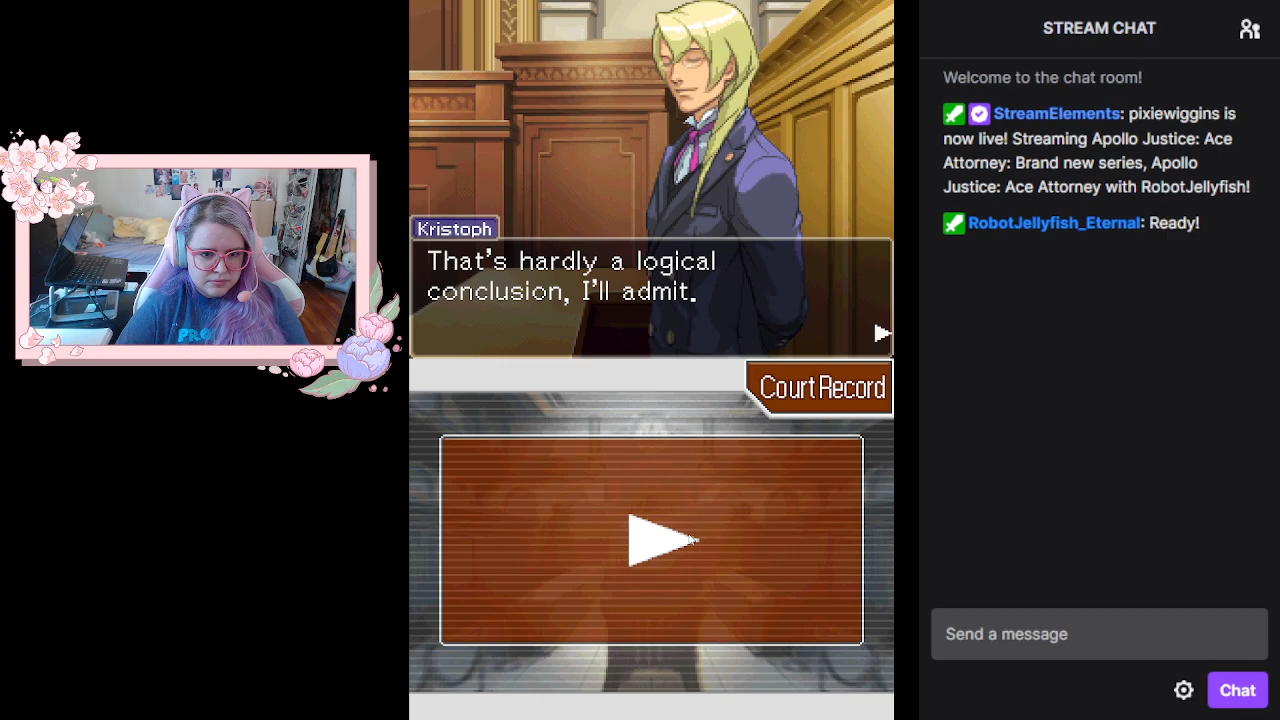 Kristoph
That's hardly a logical
conclusion, I'll admit.
Court Record
STREAM CHAT
Welcome to the chat room!
StreamElements: pixiewiggins is
now live! Streaming Apollo Justice: Ace
Attorney: Brand new series, Apollo
Justice: Ace Attorney with RobotJellyfish!
RobotJellyfish_Eternal: Ready!
Send a message
Chat